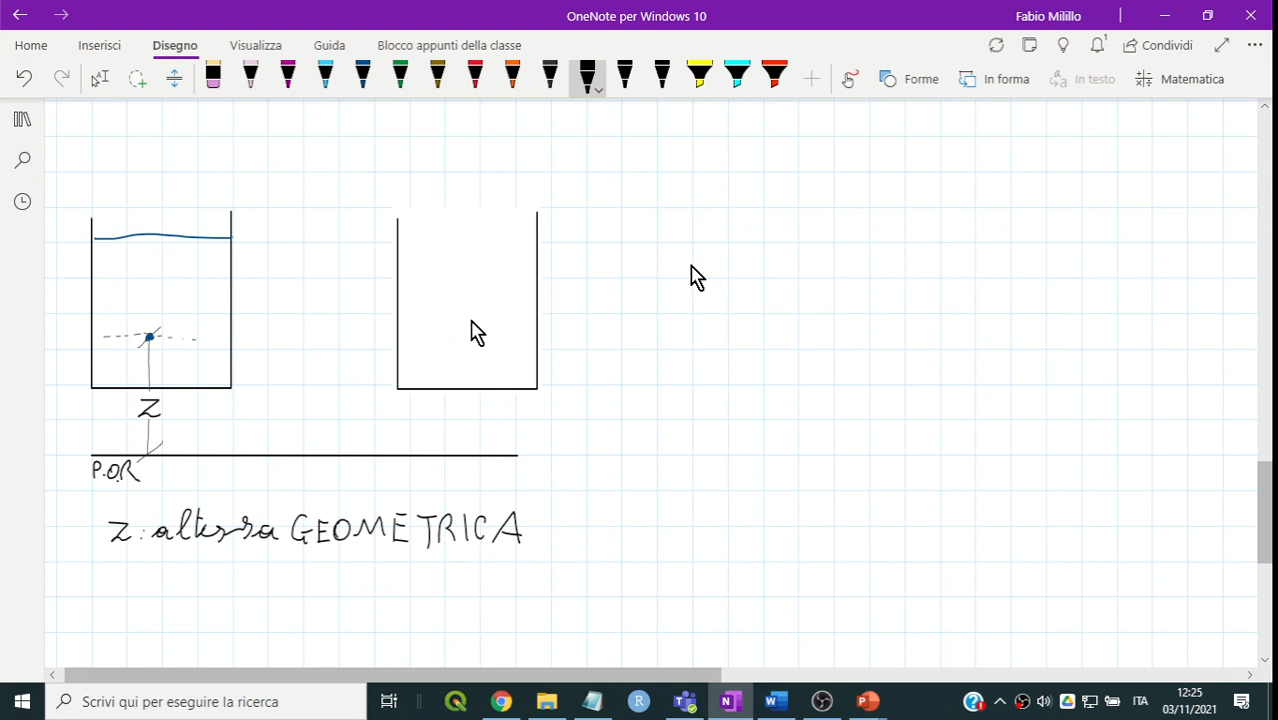 OneNote per Windows 10
Fabio Milillo
Home Inserisci Disegno Visualizza Guida Blocco appunti della classe
Condividi
Forme In forma In testo Matematica
Z
P.O.R
z: altezza GEOMETRICA
Scrivi qui per eseguire la ricerca
ITA
12:25
03/11/2021